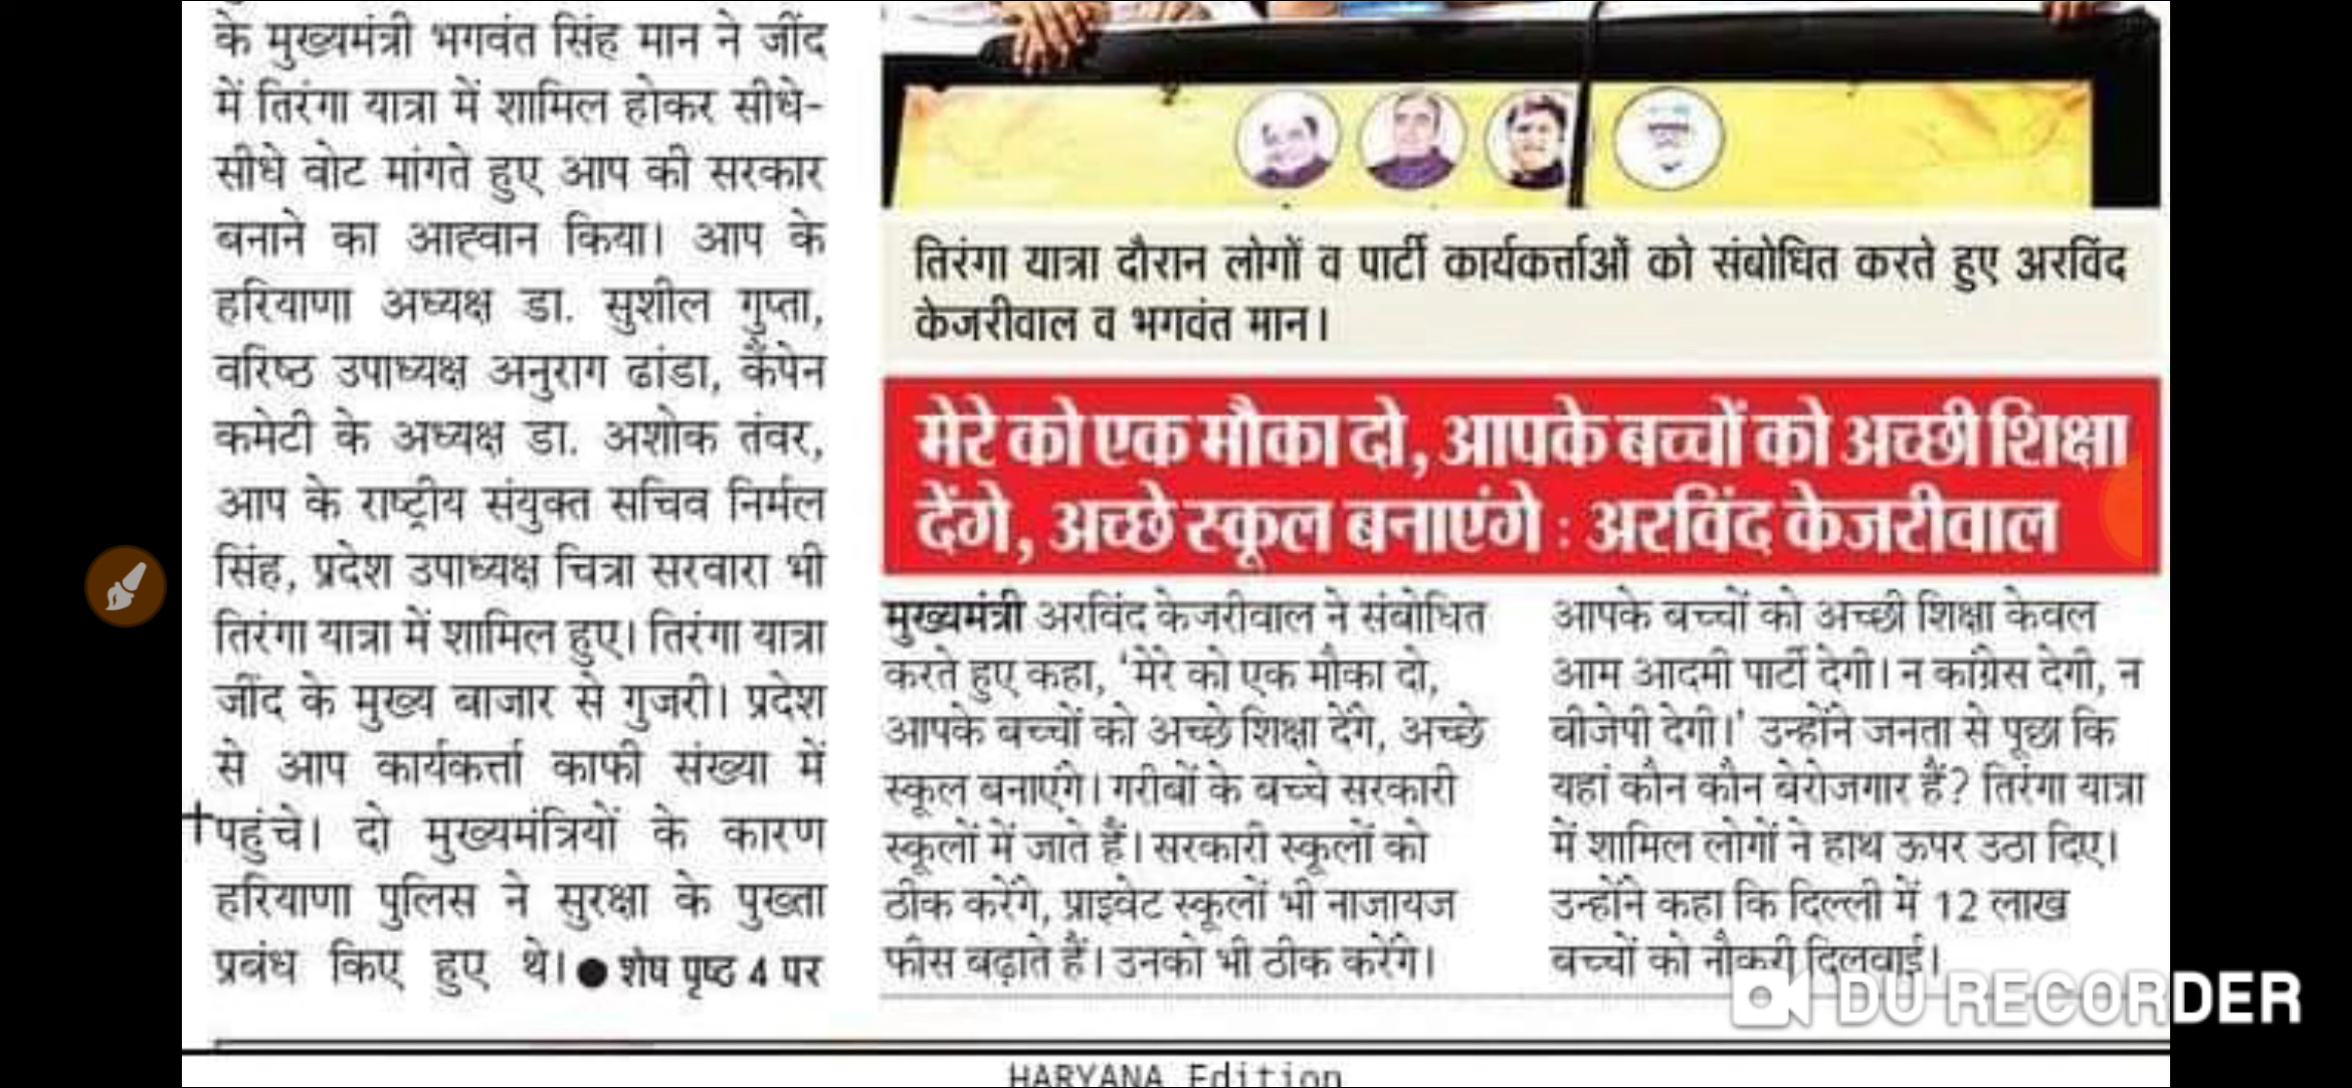 के मुख्यमंत्री भगवंत सिंह मान ने जींद
में तिरंगा यात्रा में शामिल होकर सीधे-
सीधे वोट मांगते हुए आप की सरकार
बनाने का आह्वान किया। आप के
हरियाणा अध्यक्ष डा. सुशील गुप्ता,
वरिष्ठ उपाध्यक्ष अनुराग ढांडा, कैंपेन
कमेटी के अध्यक्ष डा. अशोक तंवर,
आप के राष्ट्रीय संयुक्त सचिव निर्मल
सिंह, प्रदेश उपाध्यक्ष चित्रा सरवारा भी
तिरंगा यात्रा में शामिल हुए। तिरंगा यात्रा
जींद के मुख्य बाजार से गुजरी। प्रदेश
से आप कार्यकर्त्ता काफी संख्या में
पहुंचे। दो मुख्यमंत्रियों के कारण
हरियाणा पुलिस ने सुरक्षा के पुख्ता
प्रबंध किए हुए थे। ● शेष पृष्ठ 4 पर
तिरंगा यात्रा दौरान लोगों व पार्टी कार्यकर्त्ताओं को संबोधित करते हुए अरविंद
केजरीवाल व भगवंत मान।
मेरे को एक मौका दो, आपके बच्चों को अच्छी शिक्षा
देंगे, अच्छे स्कूल बनाएंगे : अरविंद केजरीवाल
मुख्यमंत्री अरविंद केजरीवाल ने संबोधित
करते हुए कहा, 'मेरे को एक मौका दो,
आपके बच्चों को अच्छे शिक्षा देंगे, अच्छे
स्कूल बनाएंगे। गरीबों के बच्चे सरकारी
स्कूलों में जाते हैं। सरकारी स्कूलों को
ठीक करेंगे, प्राइवेट स्कूलों भी नाजायज
फीस बढ़ाते हैं। उनको भी ठीक करेंगे।
आपके बच्चों को अच्छी शिक्षा केवल
आम आदमी पार्टी देगी। न कांग्रेस देगी, न
बीजेपी देगी।' उन्होंने जनता से पूछा कि
यहां कौन कौन बेरोजगार हैं? तिरंगा यात्रा
में शामिल लोगों ने हाथ ऊपर उठा दिए।
उन्होंने कहा कि दिल्ली में 12 लाख
बच्चों को नौकरी दिलवाई।
DU RECORDER
HARYANA Edition